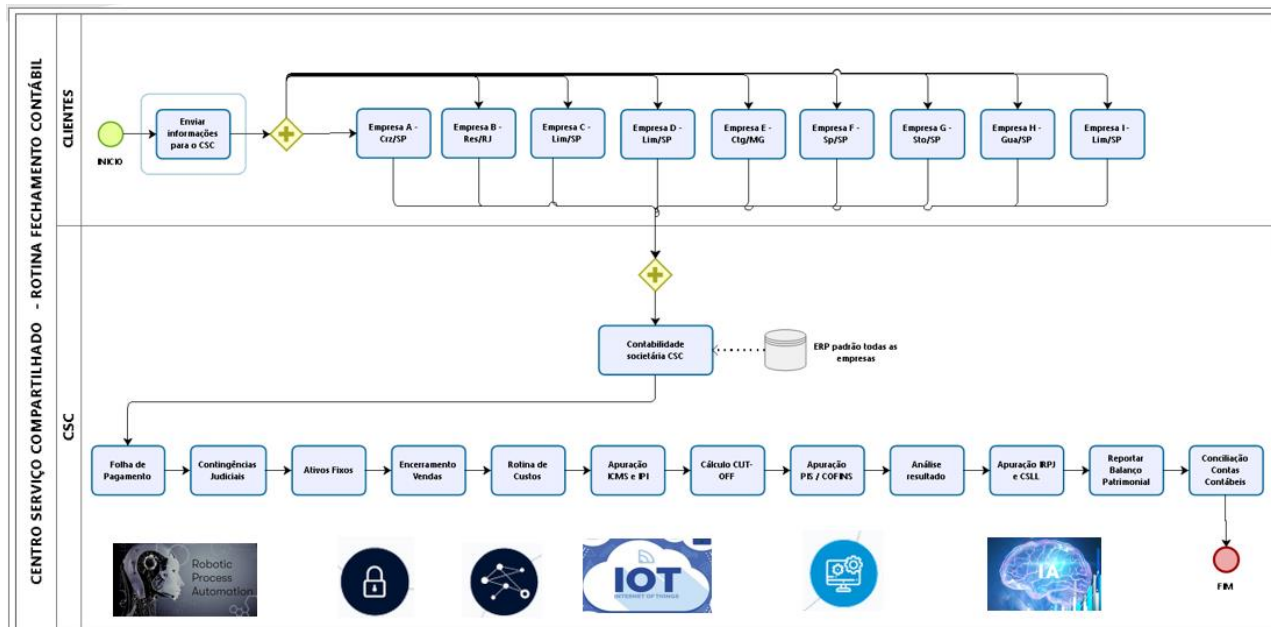 CENTRO SERVIÇO COMPARTILHADO - ROTINA FECHAMENTO CONTÁBIL
CLIENTES
INICIO
Enviar
informações
para o CSC
Empresa A -
Crz/SP
Empresa B -
Res/RJ
Empresa C -
Lim/SP
Empresa D -
Lim/SP
Empresa E -
Ctg/MG
Empresa F -
Sp/SP
Empresa G -
Sto/SP
Empresa H -
Gua/SP
Empresa I -
Lim/SP
CSC
Contabilidade
societária CSC
ERP padrão todas as
empresas
Folha de
Pagamento
Contingências
Judiciais
Ativos Fixos
Encerramento
Vendas
Rotina de
Custos
Apuração
ICMS e IPI
Cálculo CUT-
OFF
Apuração
PIS / COFINS
Análise
resultado
Apuração IRPJ
e CSLL
Reportar
Balanço
Patrimonial
Conciliação
Contas
Contábeis
FIM
Robotic
Process
Automation
IOT
INTERNET OF THINGS
IA